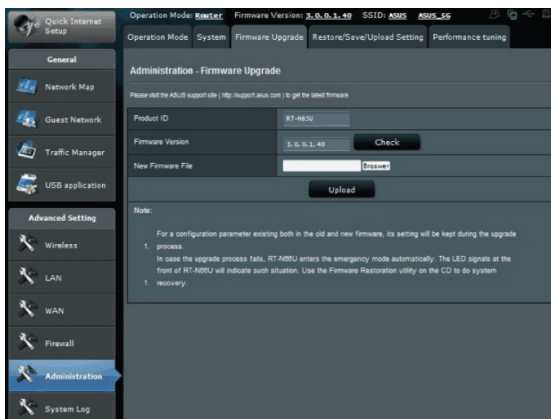 Quick Internet Setup
Operation Mode: Router Firmware Version: 3.0.0.1.40 SSID: ASUS ASUS_5G
Operation Mode System Firmware Upgrade Restore/Save/Upload Setting Performance tuning
General
Network Map
Guest Network
Traffic Manager
USB application
Advanced Setting
Wireless
LAN
WAN
Firewall
Administration
System Log
Administration - Firmware Upgrade
Please visit the ASUS support site ( http://support.asus.com ) to get the latest firmware.
Product ID RT-N65U
Firmware Version 3.0.0.1.40 Check
New Firmware File Broswer
Upload
Note:
For a configuration parameter existing both in the old and new firmware, its setting will be kept during the upgrade
1. process.
In case the upgrade process fails, RT-N66U enters the emergency mode automatically. The LED signals at the
front of RT-N66U will indicate such situation. Use the Firmware Restoration utility on the CD to do system
1. recovery.